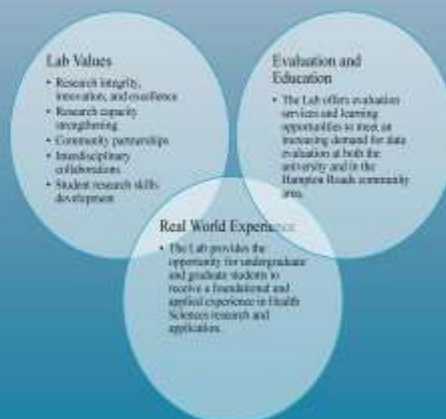 Lab Values
• Research integrity,
innovation, and excellence
• Research capacity
strengthening
• Community partnerships
• Interdisciplinary
collaborations
• Student research skills
development
Evaluation and
Education
• The Lab offers evaluation
services and learning
opportunities to meet an
increasing demand for data
evaluation at both the
university and in the
Hampton Roads community
area.
Real World Experience
• The Lab provides the
opportunity for undergraduate
and graduate students to
receive a foundational and
applied experience in Health
Sciences research and
application.